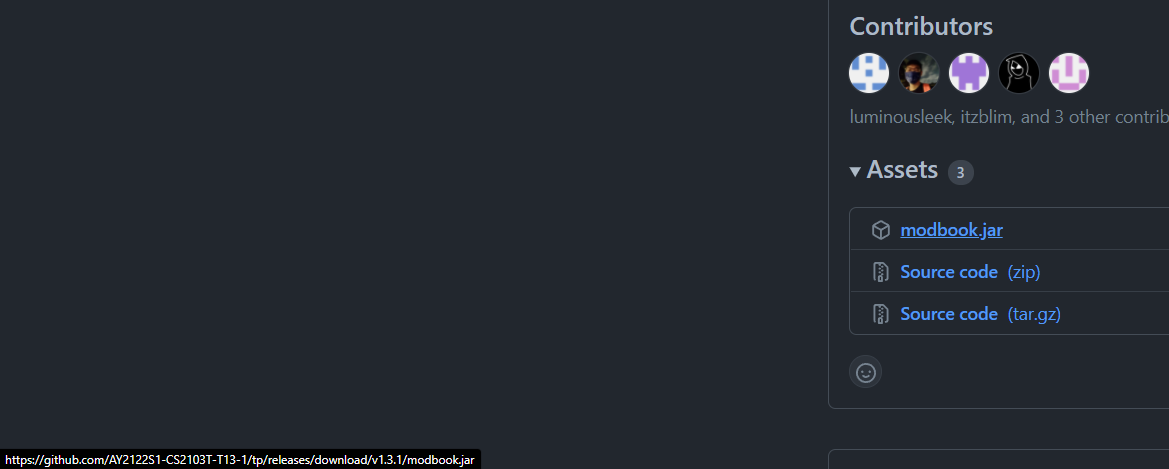 Contributors
luminousleek, itzblim, and 3 other contrib
Assets 3
modbook.jar
Source code (zip)
Source code (tar.gz)
https://github.com/AY2122S1-CS2103T-T13-1/tp/releases/download/v1.3.1/modbook.jar